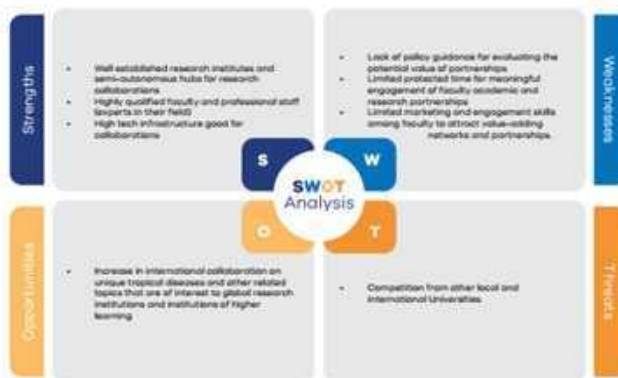 Strengths
Well established research institutes and
semi-autonomous hubs for research
collaborations
Highly qualified faculty and professional staff
(experts in their field)
High tech infrastructure good for
collaborations
Lack of policy guidance for evaluating the
potential value of partnerships
Limited protected time for meaningful
engagement of faculty academic and
research partnerships
Limited marketing and engagement skills
among faculty to attract value-adding
networks and partnerships.
Weaknesses
S
W
SWOT
Analysis
O
T
Opportunities
Increase in international collaboration on
unique tropical diseases and other related
topics that are of interest to global research
institutions and institutions of higher
learning
Competition from other local and
International Universities
Threats